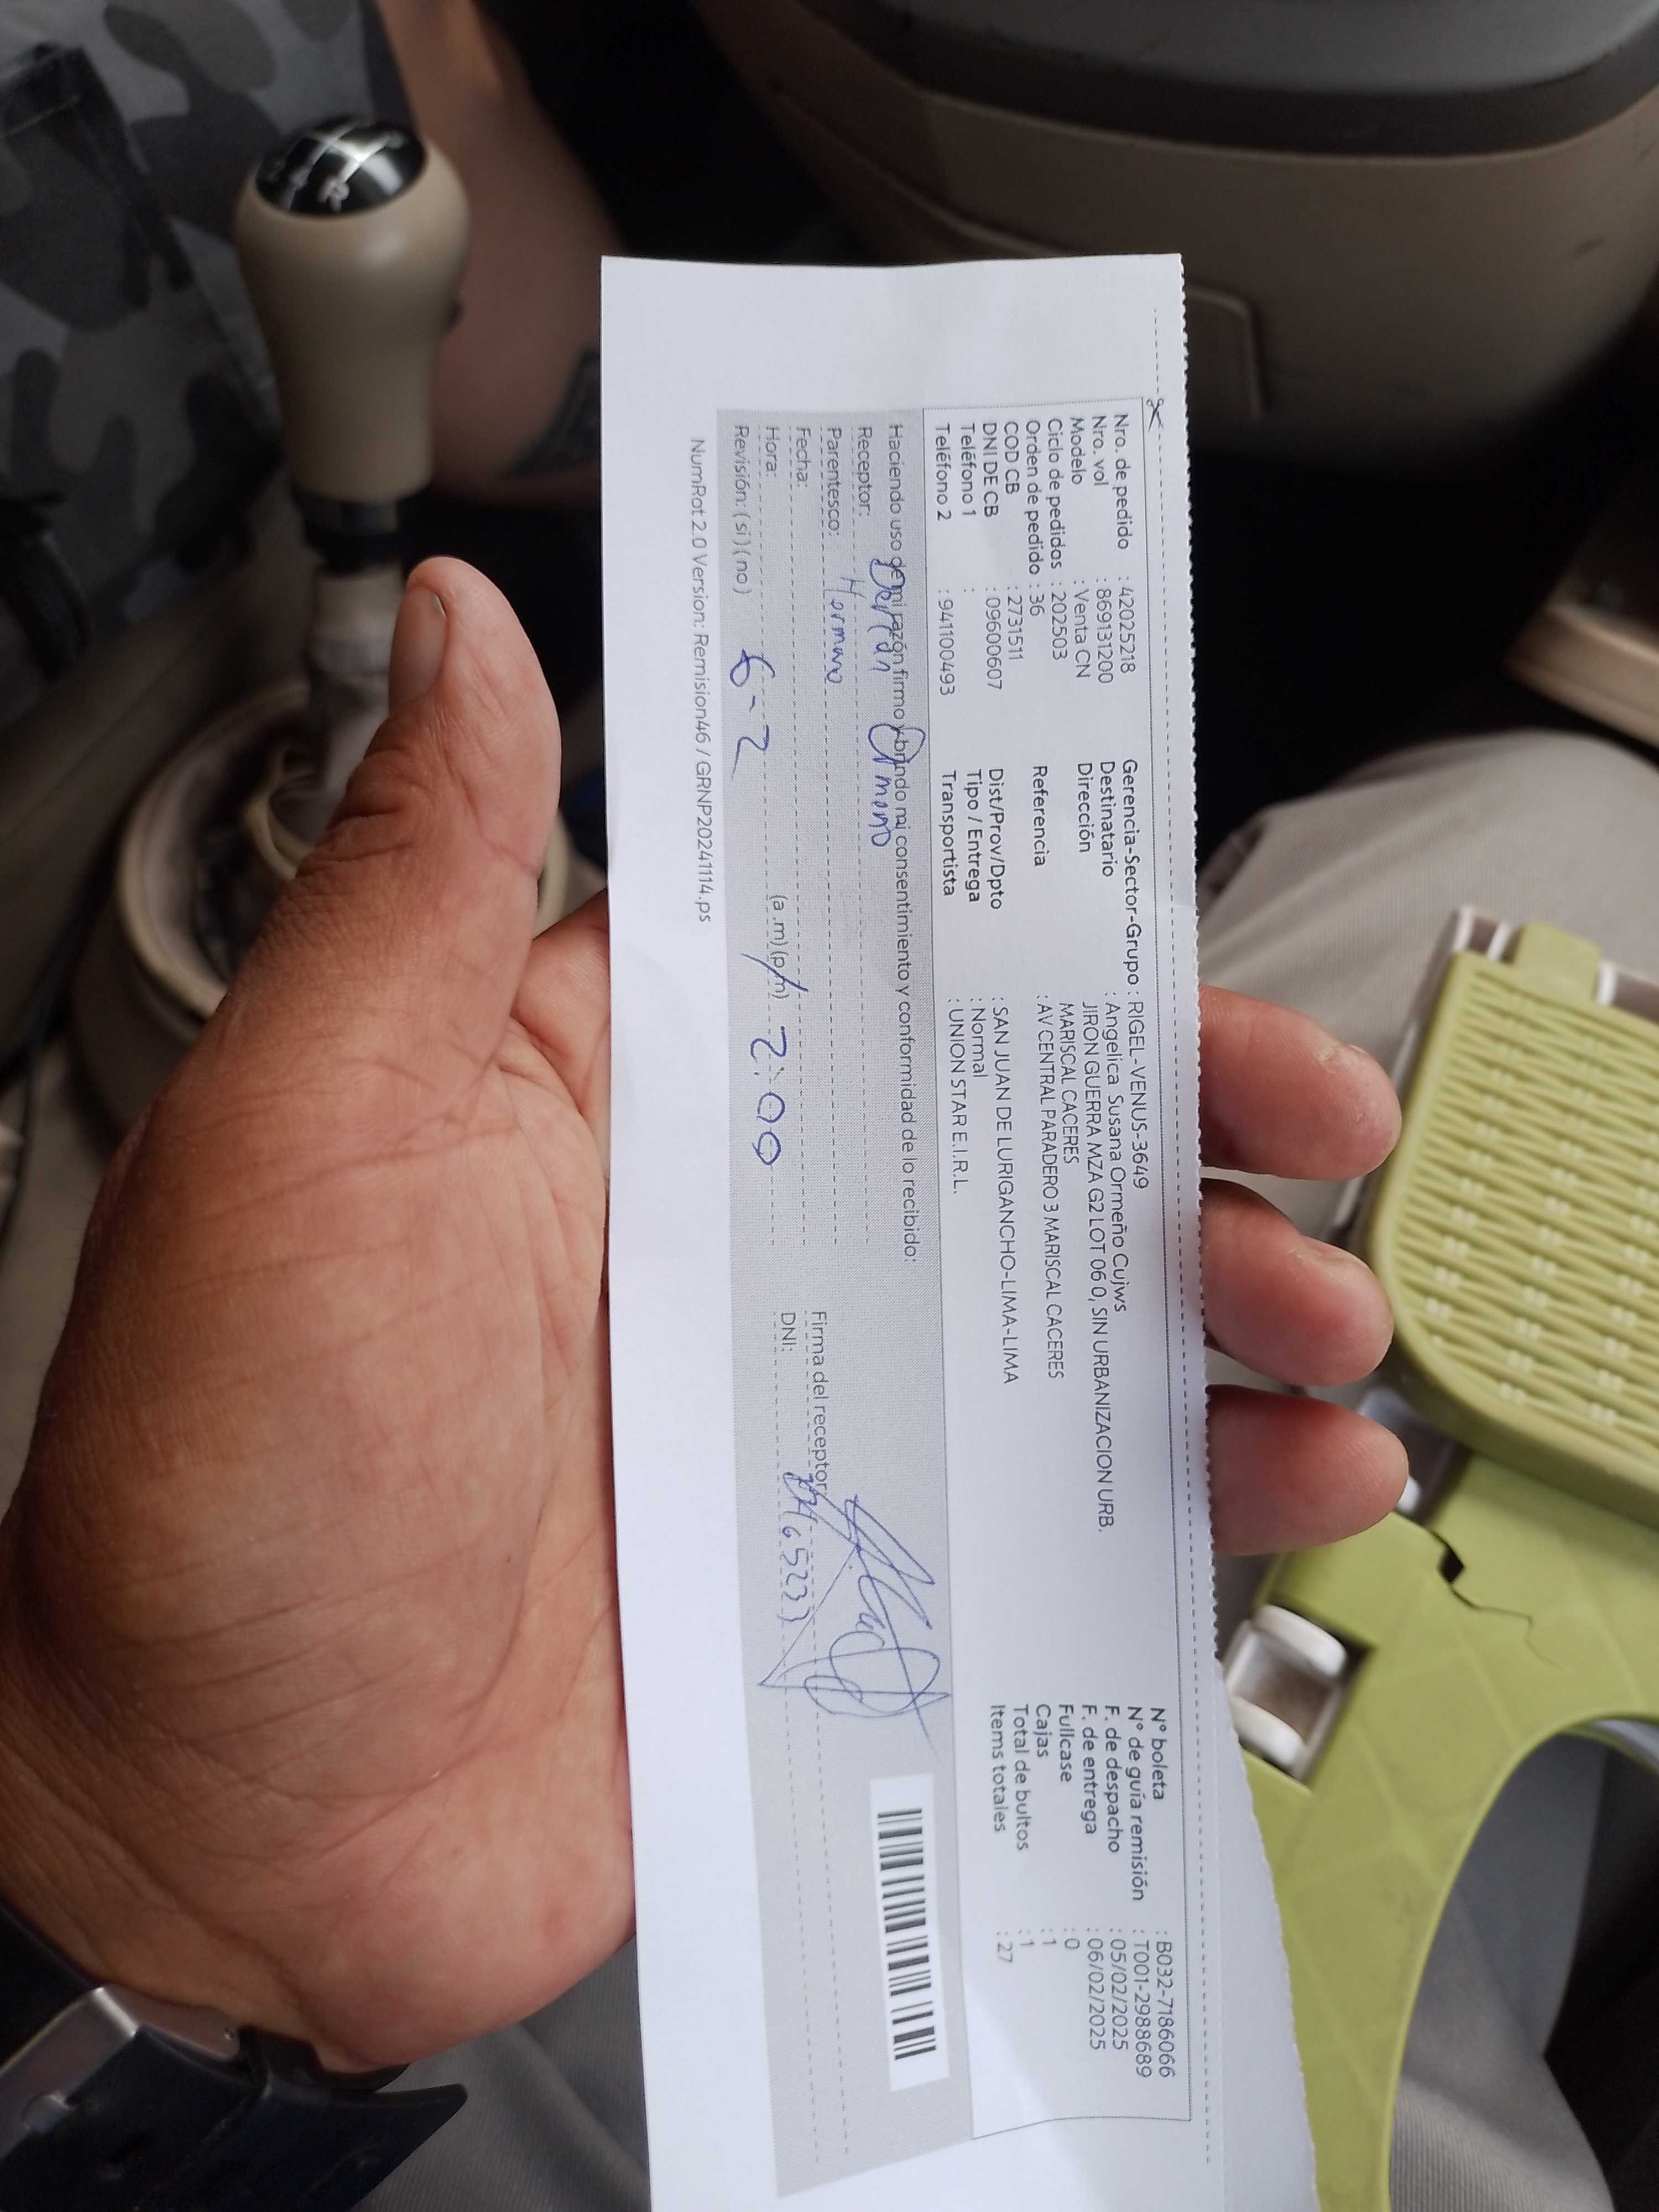 Nro. de pedido : 42025218
Nro. vol : 869131200
Modelo : Venta CN
Ciclo de pedidos : 202503
Orden de pedido : 36
COD CB : 2731511
DNI DE CB : 09600607
Teléfono 1 :
Teléfono 2 : 941100493
Gerencia-Sector-Grupo : RIGEL-VENUS-3649
Destinatario : Angelica Susana Ormeño Cujws
Dirección JIRON GUERRA MZA G2 LOT 06 0, SIN URBANIZACION URB.
MARISCAL CACERES
Referencia : AV CENTRAL PARADERO 3 MARISCAL CACERES
Dist/Prov/Dpto : SAN JUAN DE LURIGANCHO-LIMA-LIMA
Tipo / Entrega : Normal
Transportista : UNION STAR E.I.R.L.
N° boleta : B032-7186066
N° de guía remisión : T001-2988689
F. de despacho : 05/02/2025
F. de entrega : 06/02/2025
Fullcase : 0
Cajas : 1
Total de bultos : 1
Items totales : 27
Haciendo uso de mi razón firmo y brindo mi consentimiento y conformidad de lo recibido:
Receptor:
Parentesco: Hermano
Fecha:
Hora: (a.m) (p.m) 2:00
Revisión: (si) (no) 6-2
Firma del receptor
DNI:
NumRot 2.0 Version: Remision46 / GRNP20241114.ps
R